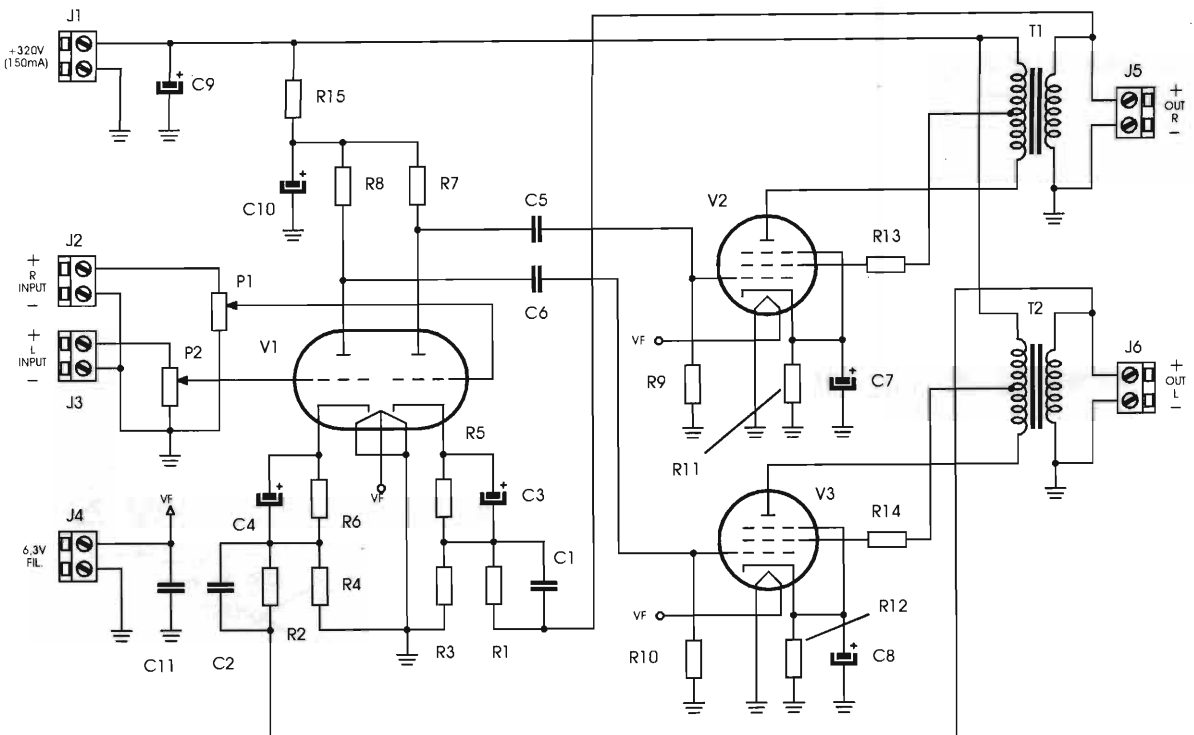 J1
+320V
(150mA)
C9
R15
C10
R8
R7
C5
C6
V2
R13
T1
J5
+
OUT
R
−
J2
+
R
INPUT
−
P1
+
L
INPUT
−
J3
P2
V1
VF
R9
R11
C7
T2
J6
+
OUT
L
−
R5
C3
VF
C4
R6
V3
R14
VF
J4
6,3V
FIL.
C11
C2
R2
R4
R3
R1
C1
VF
R10
R12
C8